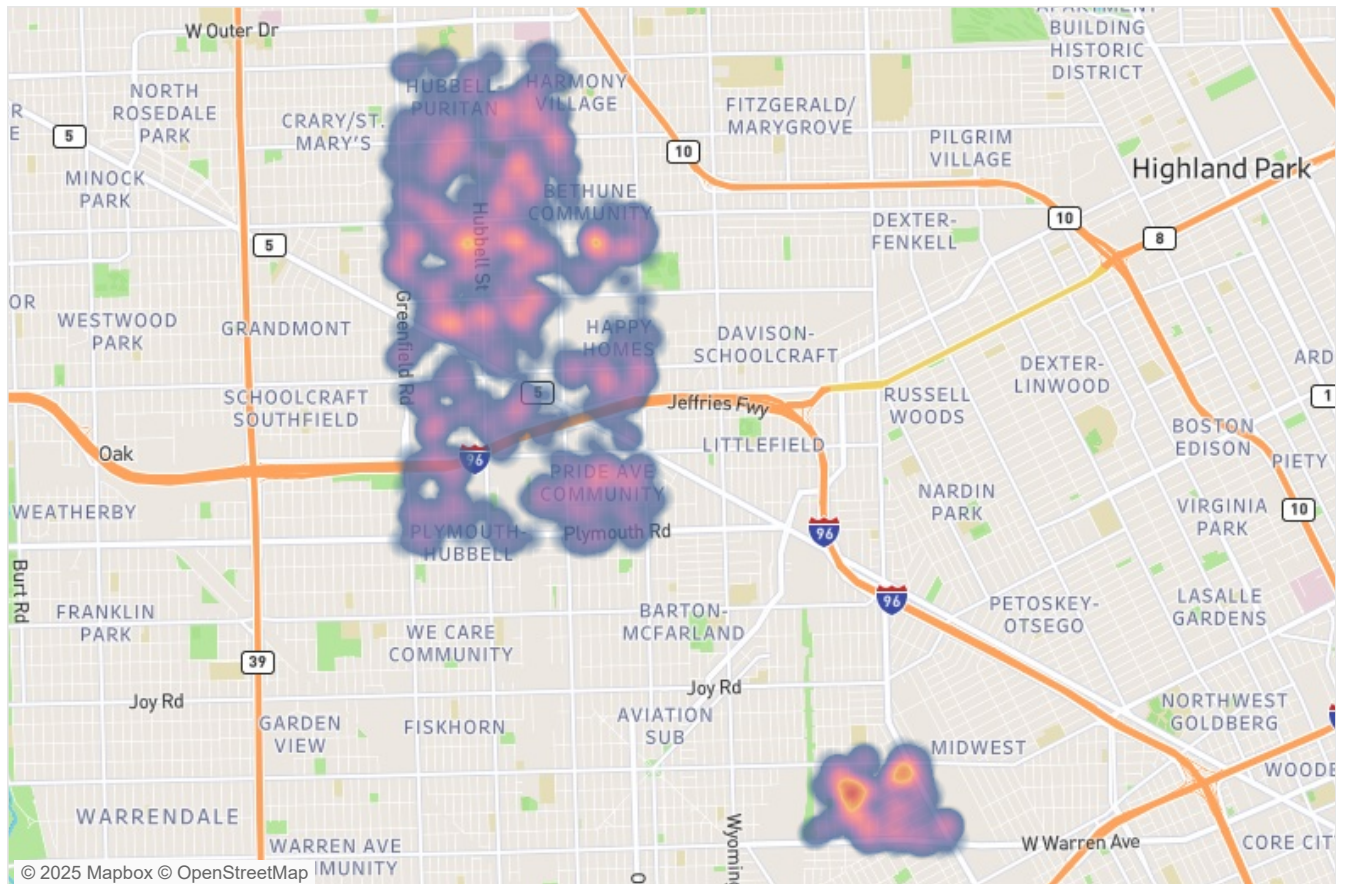 APARTMENT
BUILDING
HISTORIC
DISTRICT
W Outer Dr
HUBBELL-
PURITAN
HARMONY
VILLAGE
NORTH
ROSEDALE
PARK
CRARY/ST.
MARY'S
FITZGERALD/
MARYGROVE
R
E
5
10
PILGRIM
VILLAGE
Highland Park
MINOCK
PARK
BETHUNE
COMMUNITY
Hubbell St
DEXTER-
FENKELL
10
8
5
OR
WESTWOOD
PARK
GRANDMONT
Greenfield Rd
HAPPY
HOMES
DAVISON-
SCHOOLCRAFT
DEXTER-
LINWOOD
ARD
SCHOOLCRAFT
SOUTHFIELD
5
Jeffries Fwy
RUSSELL
WOODS
1
BOSTON
EDISON
Oak
96
LITTLEFIELD
PIETY
PRIDE AVE
COMMUNITY
NARDIN
PARK
VIRGINIA
PARK
10
WEATHERBY
PLYMOUTH-
HUBBELL
Plymouth Rd
96
Burt Rd
96
FRANKLIN
PARK
BARTON-
MCFARLAND
PETOSKEY-
OTSEGO
LASALLE
GARDENS
WE CARE
COMMUNITY
39
Joy Rd
Joy Rd
NORTHWEST
GOLDBERG
GARDEN
VIEW
FISKHORN
AVIATION
SUB
MIDWEST
WOODB
WARRENDALE
Wyoming
W Warren Ave
CORE CIT
WARREN AVE
MMUNITY
O
© 2025 Mapbox © OpenStreetMap